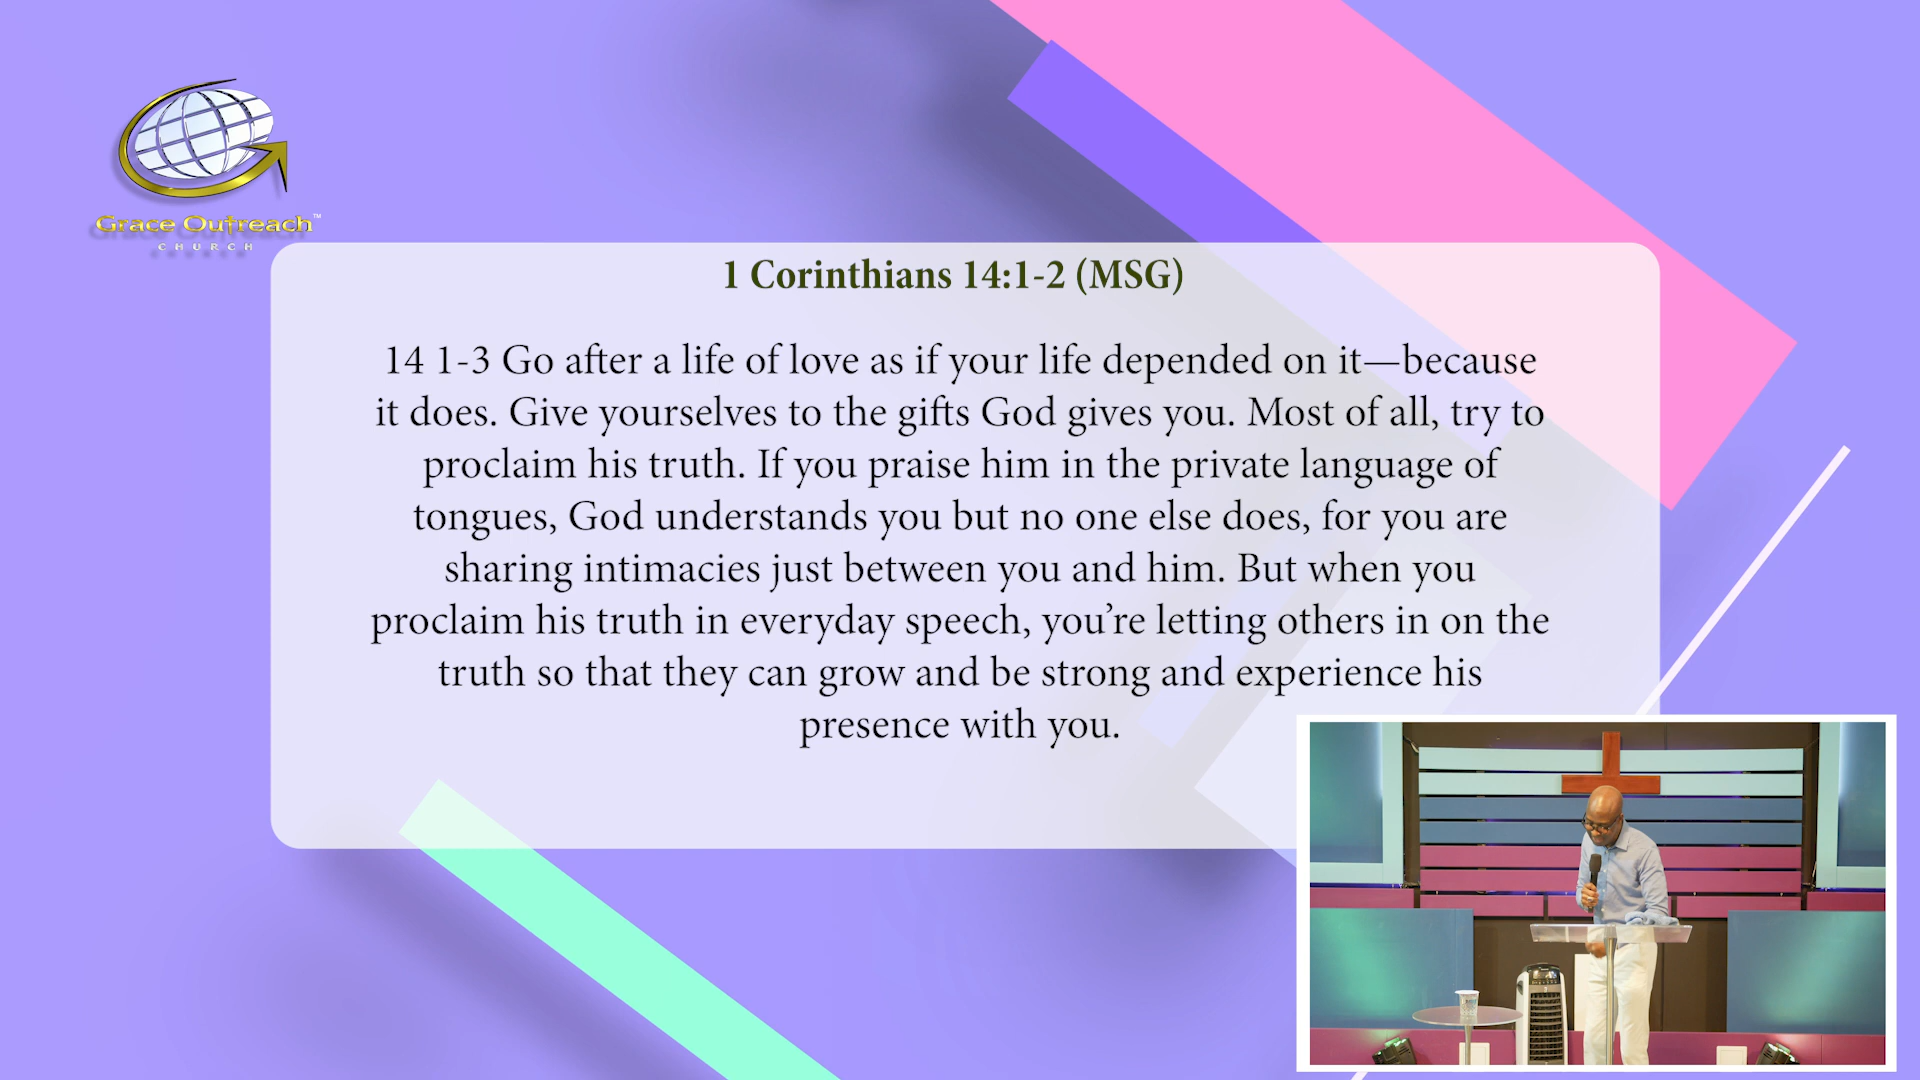 Grace Outreach™
CHURCH
1 Corinthians 14:1-2 (MSG)
14 1-3 Go after a life of love as if your life depended on it—because
it does. Give yourselves to the gifts God gives you. Most of all, try to
proclaim his truth. If you praise him in the private language of
tongues, God understands you but no one else does, for you are
sharing intimacies just between you and him. But when you
proclaim his truth in everyday speech, you’re letting others in on the
truth so that they can grow and be strong and experience his
presence with you.